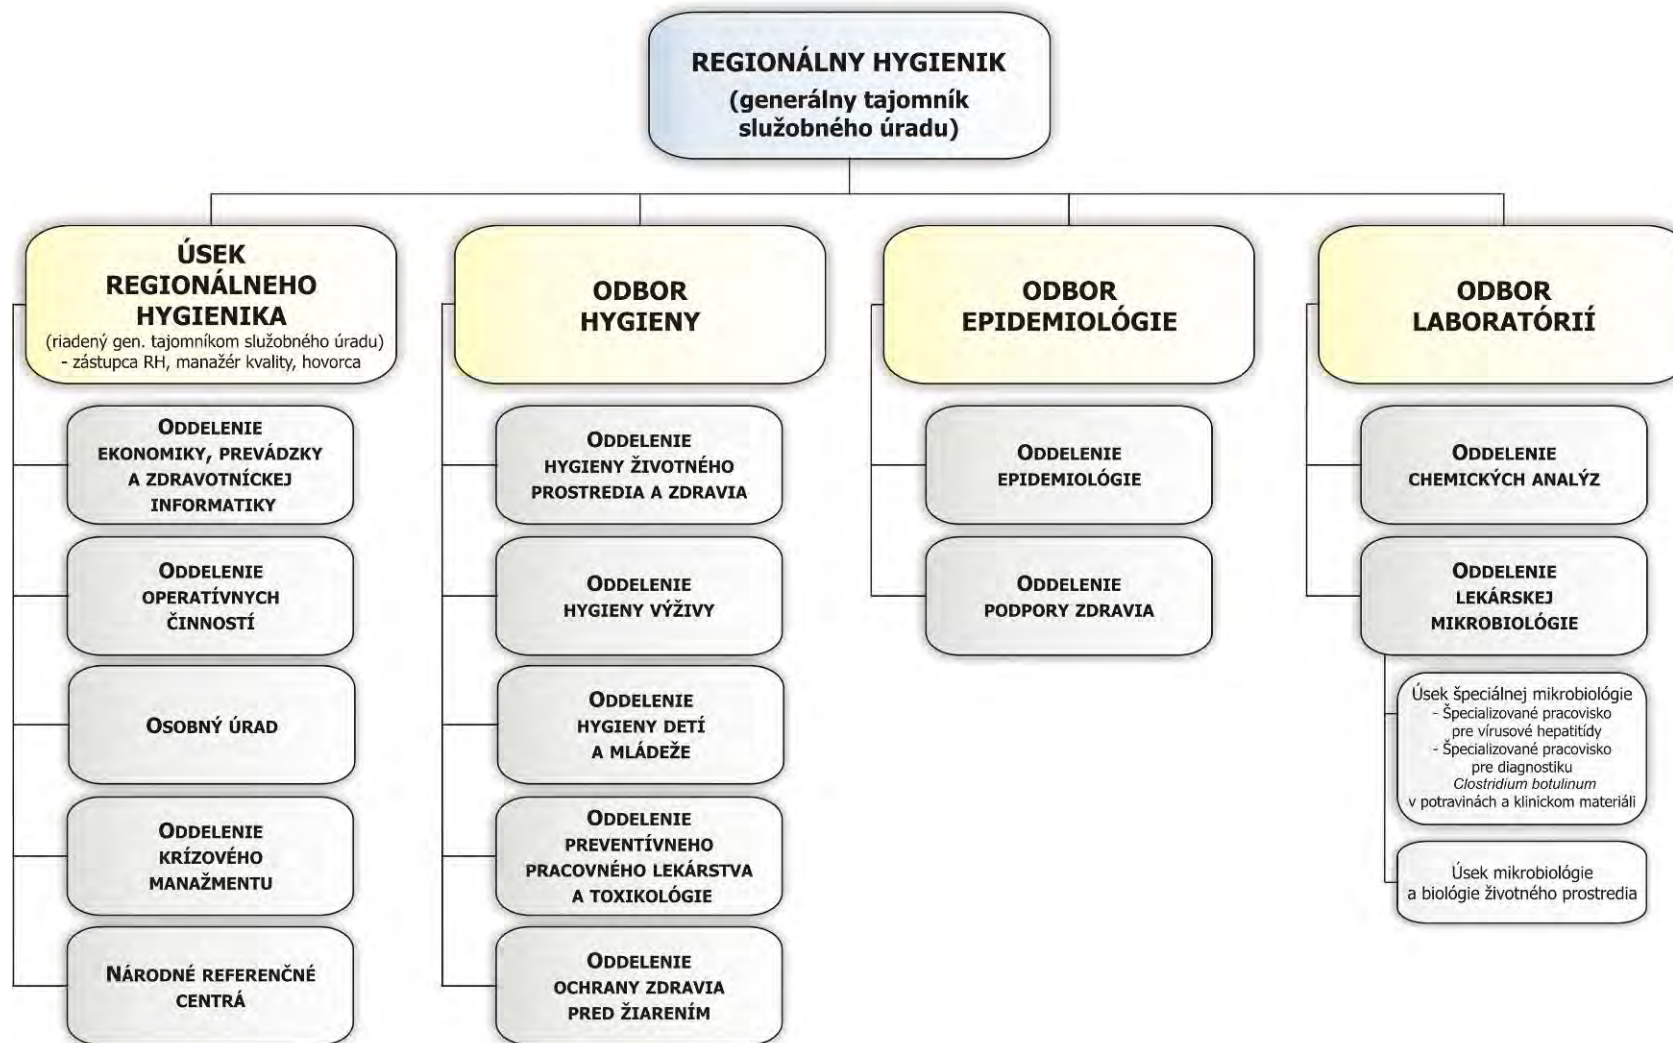 REGIONÁLNY HYGIENIK
(generálny tajomník
služobného úradu)
ÚSEK
REGIONÁLNEHO
HYGIENIKA
(riadený gen. tajomníkom služobného úradu)
- zástupca RH, manažér kvality, hovorca
ODDELENIE
EKONOMIKY, PREVÁDZKY
A ZDRAVOTNÍCKEJ
INFORMATIKY
ODDELENIE
OPERATÍVNYCH
ČINNOSTÍ
OSOBNÝ ÚRAD
ODDELENIE
KRÍZOVÉHO
MANAŽMENTU
NÁRODNÉ REFERENČNÉ
CENTRÁ
ODBOR
HYGIENY
ODDELENIE
HYGIENY ŽIVOTNÉHO
PROSTREDIA A ZDRAVIA
ODDELENIE
HYGIENY VÝŽIVY
ODDELENIE
HYGIENY DETÍ
A MLÁDEŽE
ODDELENIE
PREVENTÍVNEHO
PRACOVNÉHO LEKÁRSTVA
A TOXIKOLÓGIE
ODDELENIE
OCHRANY ZDRAVIA
PRED ŽIARENÍM
ODBOR
EPIDEMIOLÓGIE
ODDELENIE
EPIDEMIOLÓGIE
ODDELENIE
PODPORY ZDRAVIA
ODBOR
LABORATÓRIÍ
ODDELENIE
CHEMICKÝCH ANALÝZ
ODDELENIE
LEKÁRSKEJ
MIKROBIOLÓGIE
Úsek špeciálnej mikrobiológie
- Špecializované pracovisko
pre vírusové hepatitídy
- Špecializované pracovisko
pre diagnostiku
Clostridium botulinum
v potravinách a klinickom materiáli
Úsek mikrobiológie
a biológie životného prostredia